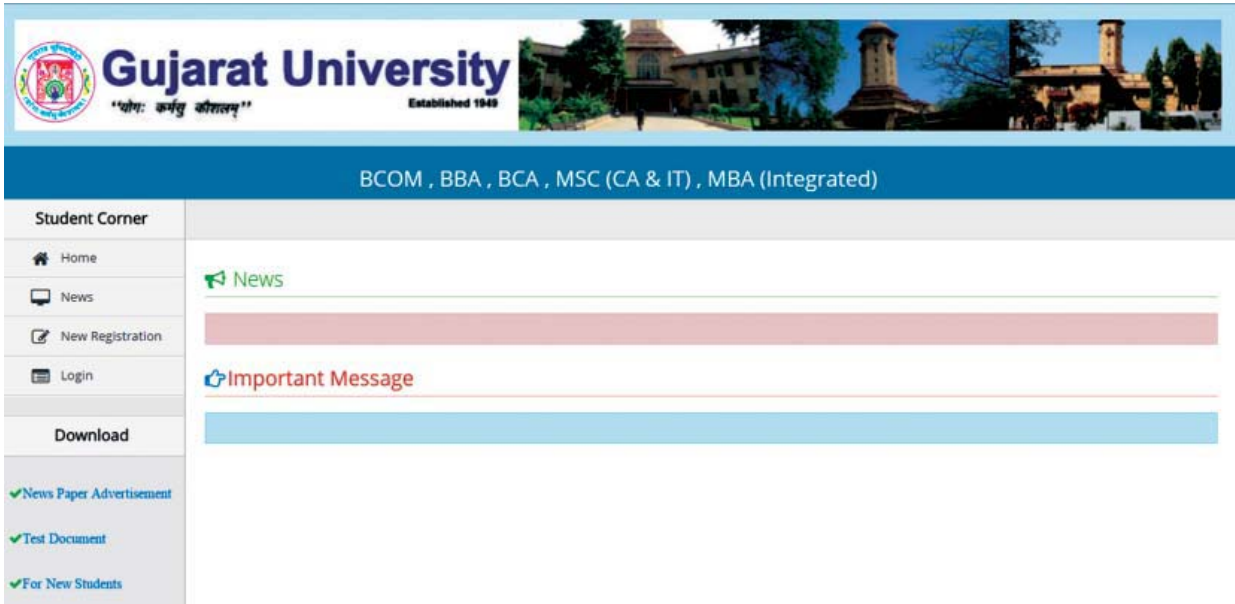 Gujarat University
"योगः कर्मसु कौशलम्"
Established 1949
BCOM , BBA , BCA , MSC (CA & IT) , MBA (Integrated)
Student Corner
Home
News
New Registration
Login
Download
News Paper Advertisement
Test Document
For New Students
News
Important Message